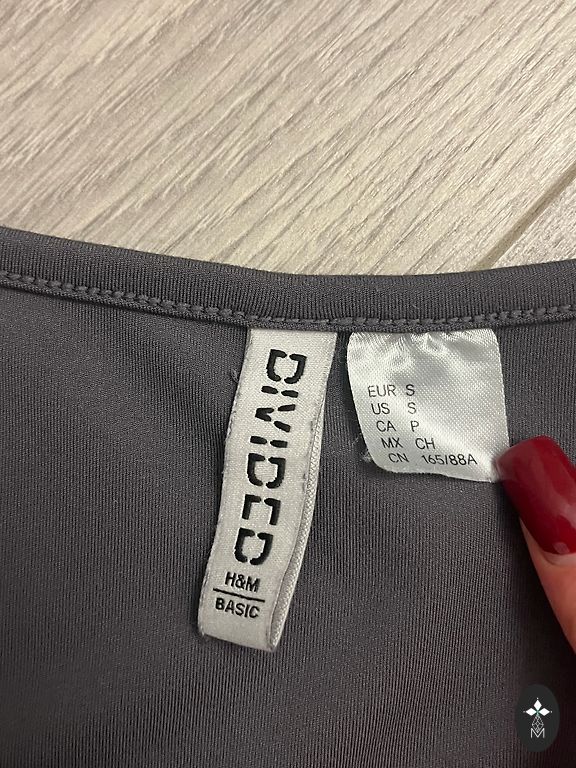 DIVIDED
H&M
BASIC
EUR S
US S
CA P
MX CH
CN 165/88A
M